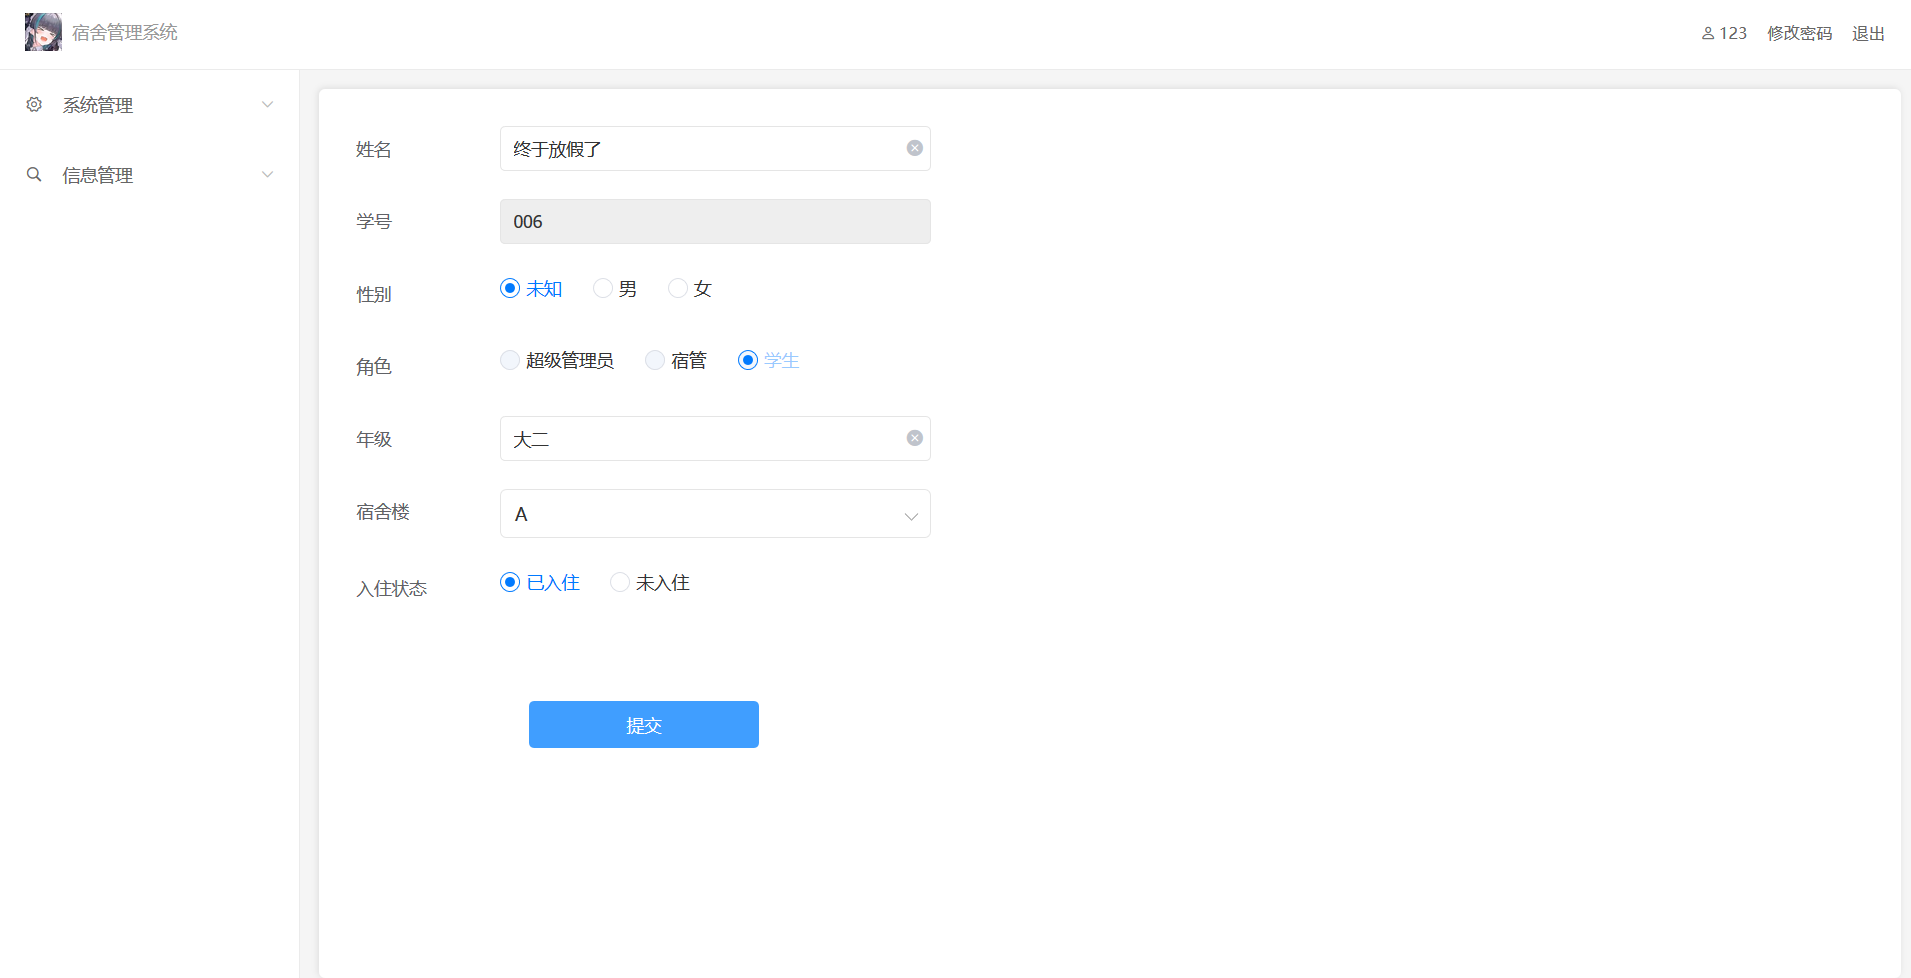 宿舍管理系统
123 修改密码 退出
系统管理
信息管理
姓名 终于放假了
学号 006
性别 未知 男 女
角色 超级管理员 宿管 学生
年级 大二
宿舍楼 A
入住状态 已入住 未入住
提交